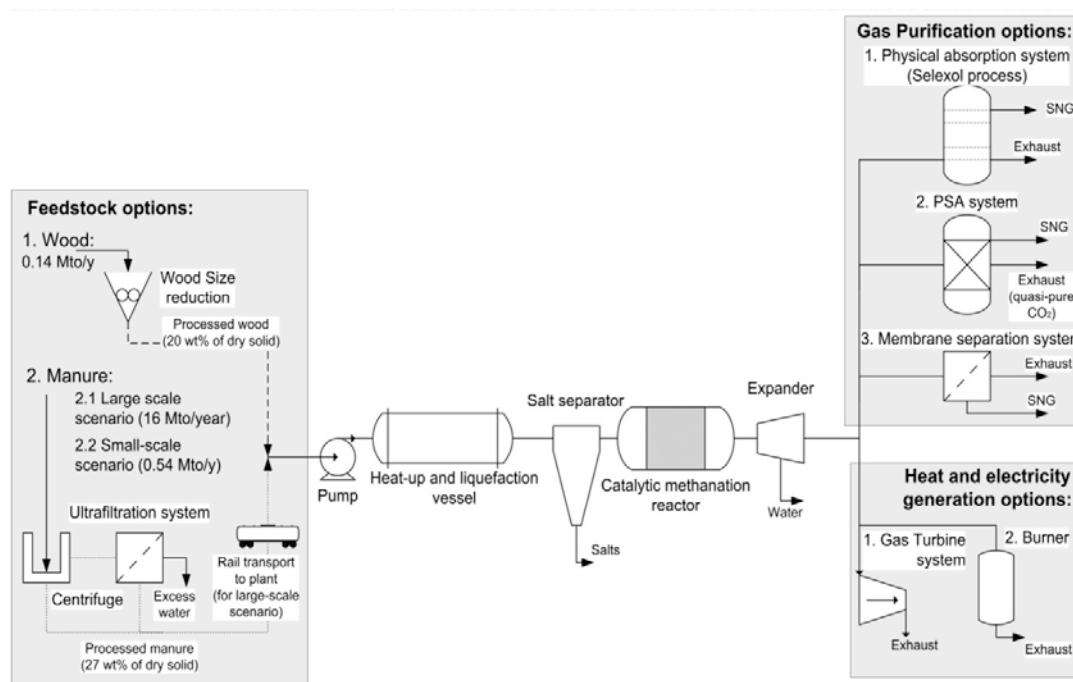 Feedstock options:
1. Wood:
0.14 Mto/y
Wood Size
reduction
Processed wood
(20 wt% of dry solid)
2. Manure:
2.1 Large scale
scenario (16 Mto/year)
2.2 Small-scale
scenario (0.54 Mto/y)
Ultrafiltration system
Centrifuge
Excess
water
Rail transport
to plant
(for large-scale
scenario)
Processed manure
(27 wt% of dry solid)
Pump
Heat-up and liquefaction
vessel
Salt separator
Salts
Catalytic methanation
reactor
Expander
Water
Gas Purification options:
1. Physical absorption system
(Selexol process)
SNG
Exhaust
2. PSA system
SNG
Exhaust
(quasi-pure
CO₂)
3. Membrane separation system
Exhaust
SNG
Heat and electricity
generation options:
1. Gas Turbine
system
Exhaust
2. Burner
Exhaust